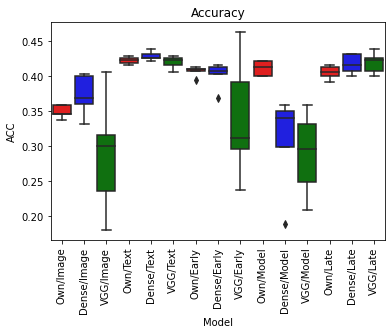 Accuracy
0.45
0.40
0.35
0.30
0.25
0.20
ACC
Own/Image
Dense/Image
VGG/Image
Own/Text
Dense/Text
VGG/Text
Own/Early
Dense/Early
VGG/Early
Own/Model
Dense/Model
VGG/Model
Own/Late
Dense/Late
VGG/Late
Model